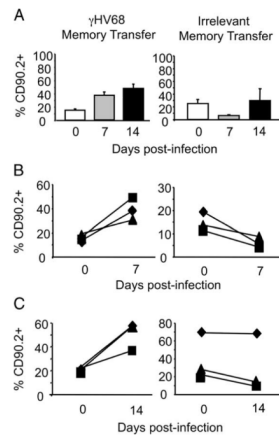 A
γHV68
Memory Transfer
Irrelevant
Memory Transfer
% CD90.2+
100
80
60
40
20
0
100
80
60
40
20
0
0 7 14
0 7 14
Days post-infection
Days post-infection
B
% CD90.2+
60
40
20
0
30
15
0
0 7
0 7
Days post-infection
Days post-infection
C
% CD90.2+
60
40
20
0
80
60
40
20
0
0 14
0 14
Days post-infection
Days post-infection